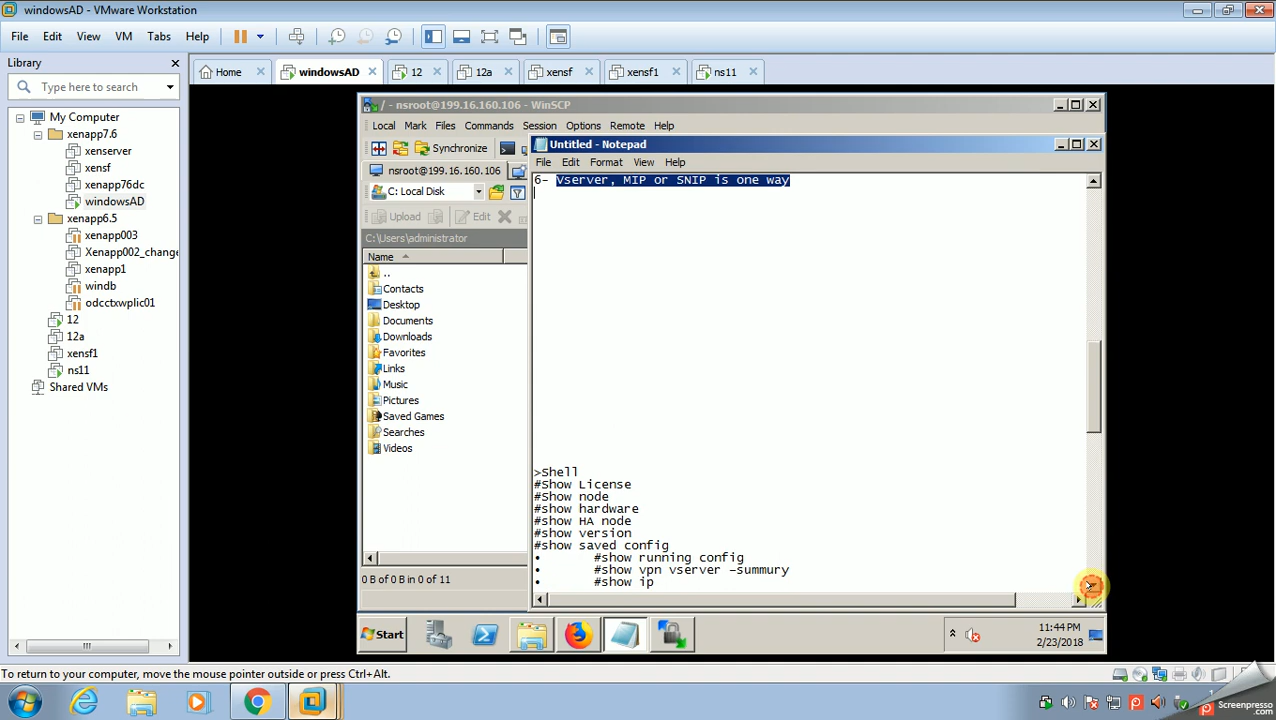 windowsAD - VMware Workstation
File Edit View VM Tabs Help
Library
Type here to search
My Computer
xenapp7.6
xenserver
xensf
xenapp76dc
windowsAD
xenapp6.5
xenapp003
Xenapp002_change
xenapp1
windb
odcctxwplic01
12
12a
xensf1
ns11
Shared VMs
Home windowsAD 12 12a xensf xensf1 ns11
/ - nsroot@199.16.160.106 - WinSCP
Local Mark Files Commands Session Options Remote Help
Synchronize
nsroot@199.16.160.106
C: Local Disk
Upload Edit
C:\Users\administrator
Name
..
Contacts
Desktop
Documents
Downloads
Favorites
Links
Music
Pictures
Saved Games
Searches
Videos
0 B of 0 B in 0 of 11
Untitled - Notepad
File Edit Format View Help
6- Vserver, MIP or SNIP is one way
>Shell
#Show License
#Show node
#show hardware
#show HA node
#show version
#show saved config
• #show running config
• #show vpn vserver –summury
• #show ip
Start
11:44 PM
2/23/2018
To return to your computer, move the mouse pointer outside or press Ctrl+Alt.
Screenpresso
.com